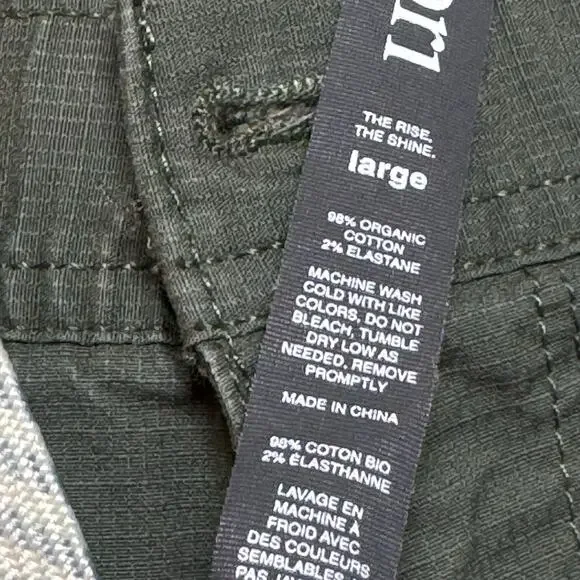 THE RISE.
THE SHINE.
large
98% ORGANIC
COTTON
2% ELASTANE
MACHINE WASH
COLD WITH LIKE
COLORS, DO NOT
BLEACH, TUMBLE
DRY LOW AS
NEEDED. REMOVE
PROMPTLY
MADE IN CHINA
98% COTON BIO
2% ÉLASTHANNE
LAVAGE EN
MACHINE À
FROID AVEC
DES COULEURS
SEMBLABLES
PAS